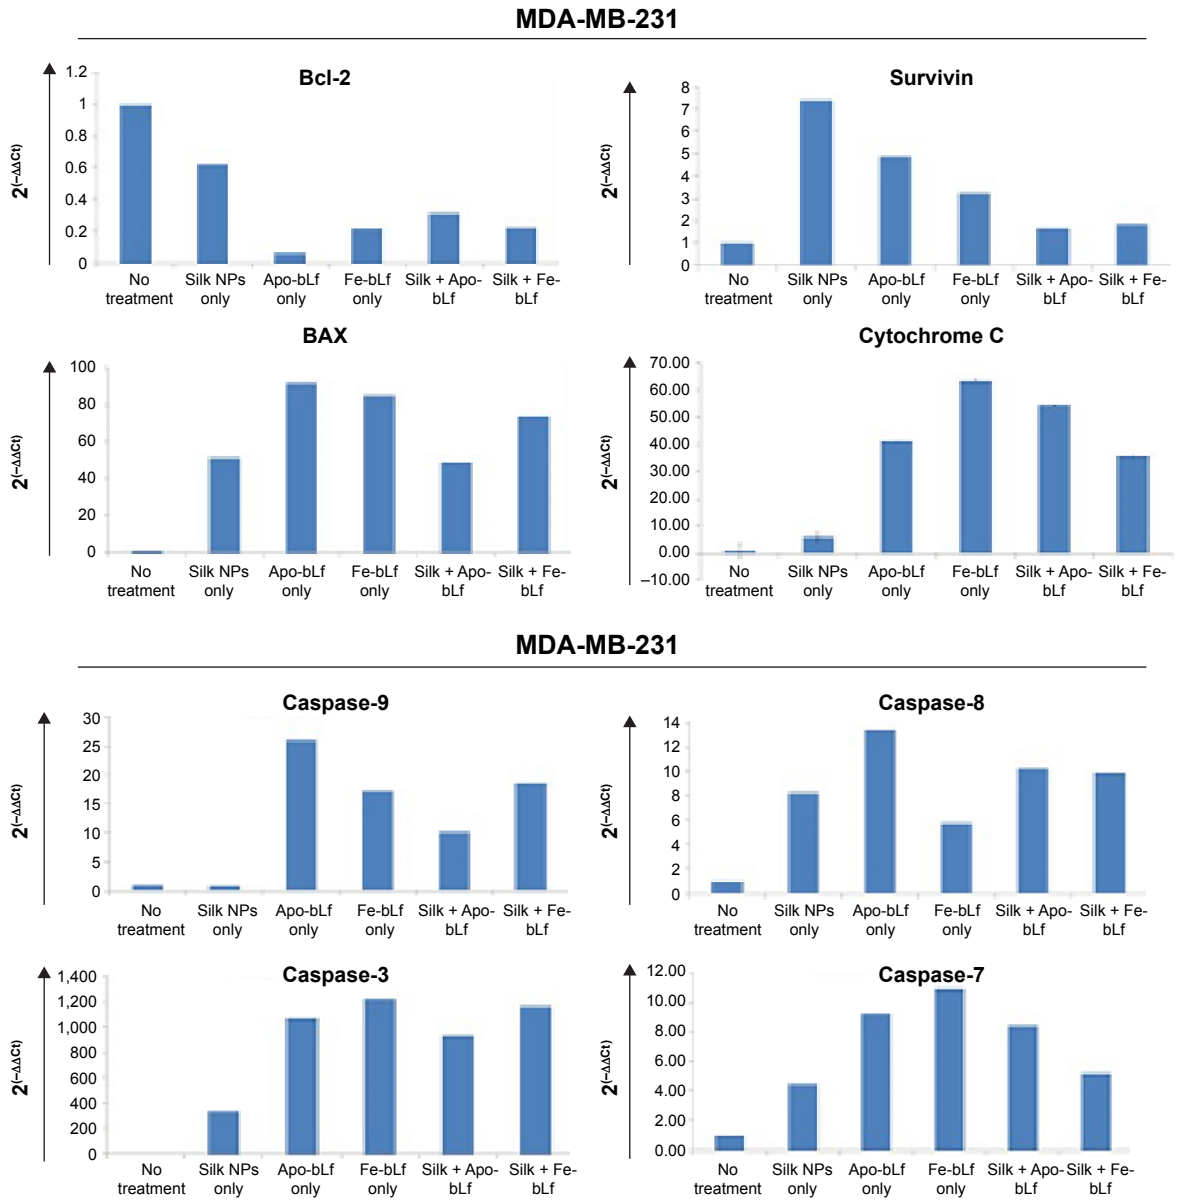 MDA-MB-231
Bcl-2
1.2
1
0.8
0.6
0.4
0.2
0
2(−ΔΔCt)
No treatment
Silk NPs only
Apo-bLf only
Fe-bLf only
Silk + Apo-bLf
Silk + Fe-bLf
Survivin
8
7
6
5
4
3
2
1
0
2(−ΔΔCt)
No treatment
Silk NPs only
Apo-bLf only
Fe-bLf only
Silk + Apo-bLf
Silk + Fe-bLf
BAX
100
80
60
40
20
0
2(−ΔΔCt)
No treatment
Silk NPs only
Apo-bLf only
Fe-bLf only
Silk + Apo-bLf
Silk + Fe-bLf
Cytochrome C
70.00
60.00
50.00
40.00
30.00
20.00
10.00
0.00
−10.00
2(−ΔΔCt)
No treatment
Silk NPs only
Apo-bLf only
Fe-bLf only
Silk + Apo-bLf
Silk + Fe-bLf
MDA-MB-231
Caspase-9
30
25
20
15
10
5
0
2(−ΔΔCt)
No treatment
Silk NPs only
Apo-bLf only
Fe-bLf only
Silk + Apo-bLf
Silk + Fe-bLf
Caspase-8
14
12
10
8
6
4
2
0
2(−ΔΔCt)
No treatment
Silk NPs only
Apo-bLf only
Fe-bLf only
Silk + Apo-bLf
Silk + Fe-bLf
Caspase-3
1,400
1,200
1,000
800
600
400
200
0
2(−ΔΔCt)
No treatment
Silk NPs only
Apo-bLf only
Fe-bLf only
Silk + Apo-bLf
Silk + Fe-bLf
Caspase-7
12.00
10.00
8.00
6.00
4.00
2.00
0.00
2(−ΔΔCt)
No treatment
Silk NPs only
Apo-bLf only
Fe-bLf only
Silk + Apo-bLf
Silk + Fe-bLf